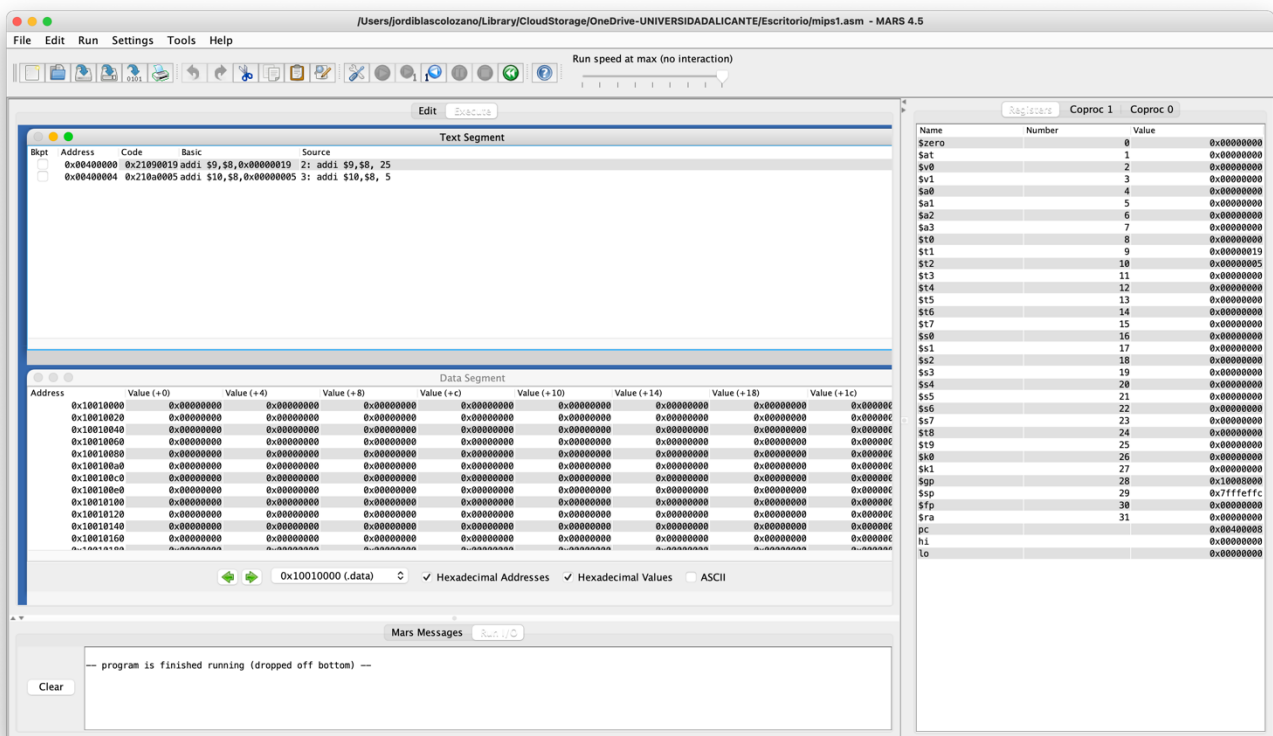 /Users/jordiblascolozano/Library/CloudStorage/OneDrive-UNIVERSIDADALICANTE/Escritorio/mips1.asm - MARS 4.5
File Edit Run Settings Tools Help
Run speed at max (no interaction)
Edit Execute
Text Segment
Bkpt Address Code Basic Source
0x00400000 0x21090019 addi $9,$8,0x00000019 2: addi $9,$8, 25
0x00400004 0x210a0005 addi $10,$8,0x00000005 3: addi $10,$8, 5
Data Segment
Address Value (+0) Value (+4) Value (+8) Value (+c) Value (+10) Value (+14) Value (+18) Value (+1c)
0x10010000 0x00000000 0x00000000 0x00000000 0x00000000 0x00000000 0x00000000 0x00000000 0x000000
0x10010020 0x00000000 0x00000000 0x00000000 0x00000000 0x00000000 0x00000000 0x00000000 0x000000
0x10010040 0x00000000 0x00000000 0x00000000 0x00000000 0x00000000 0x00000000 0x00000000 0x000000
0x10010060 0x00000000 0x00000000 0x00000000 0x00000000 0x00000000 0x00000000 0x00000000 0x000000
0x10010080 0x00000000 0x00000000 0x00000000 0x00000000 0x00000000 0x00000000 0x00000000 0x000000
0x100100a0 0x00000000 0x00000000 0x00000000 0x00000000 0x00000000 0x00000000 0x00000000 0x000000
0x100100c0 0x00000000 0x00000000 0x00000000 0x00000000 0x00000000 0x00000000 0x00000000 0x000000
0x100100e0 0x00000000 0x00000000 0x00000000 0x00000000 0x00000000 0x00000000 0x00000000 0x000000
0x10010100 0x00000000 0x00000000 0x00000000 0x00000000 0x00000000 0x00000000 0x00000000 0x000000
0x10010120 0x00000000 0x00000000 0x00000000 0x00000000 0x00000000 0x00000000 0x00000000 0x000000
0x10010140 0x00000000 0x00000000 0x00000000 0x00000000 0x00000000 0x00000000 0x00000000 0x000000
0x10010160 0x00000000 0x00000000 0x00000000 0x00000000 0x00000000 0x00000000 0x00000000 0x000000
0x10010000 (.data) Hexadecimal Addresses Hexadecimal Values ASCII
Mars Messages Run I/O
-- program is finished running (dropped off bottom) --
Clear
Registers Coproc 1 Coproc 0
Name Number Value
$zero 0 0x00000000
$at 1 0x00000000
$v0 2 0x00000000
$v1 3 0x00000000
$a0 4 0x00000000
$a1 5 0x00000000
$a2 6 0x00000000
$a3 7 0x00000000
$t0 8 0x00000000
$t1 9 0x00000019
$t2 10 0x00000005
$t3 11 0x00000000
$t4 12 0x00000000
$t5 13 0x00000000
$t6 14 0x00000000
$t7 15 0x00000000
$s0 16 0x00000000
$s1 17 0x00000000
$s2 18 0x00000000
$s3 19 0x00000000
$s4 20 0x00000000
$s5 21 0x00000000
$s6 22 0x00000000
$s7 23 0x00000000
$t8 24 0x00000000
$t9 25 0x00000000
$k0 26 0x00000000
$k1 27 0x00000000
$gp 28 0x10008000
$sp 29 0x7fffeffc
$fp 30 0x00000000
$ra 31 0x00000000
pc 0x00400008
hi 0x00000000
lo 0x00000000